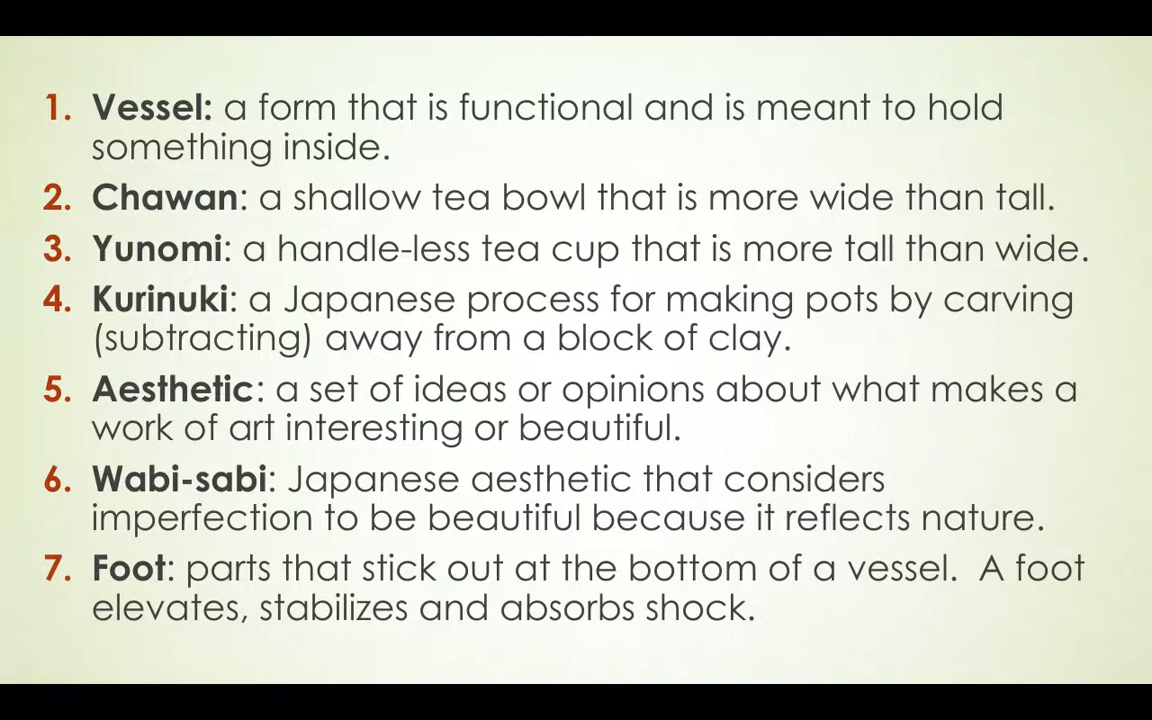 1. Vessel: a form that is functional and is meant to hold
something inside.
2. Chawan: a shallow tea bowl that is more wide than tall.
3. Yunomi: a handle-less tea cup that is more tall than wide.
4. Kurinuki: a Japanese process for making pots by carving
(subtracting) away from a block of clay.
5. Aesthetic: a set of ideas or opinions about what makes a
work of art interesting or beautiful.
6. Wabi-sabi: Japanese aesthetic that considers
imperfection to be beautiful because it reflects nature.
7. Foot: parts that stick out at the bottom of a vessel.  A foot
elevates, stabilizes and absorbs shock.